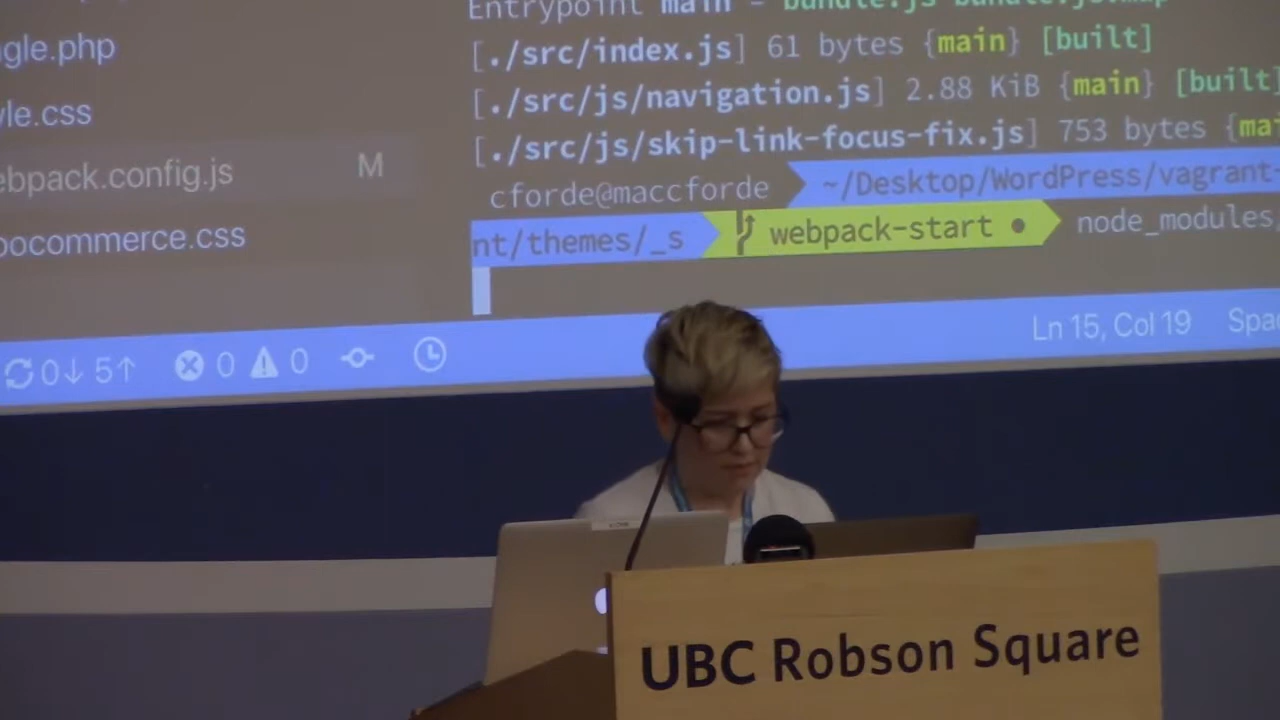 Entrypoint main = bundle.js bundle.js.map
[./src/index.js] 61 bytes {main} [built]
[./src/js/navigation.js] 2.88 KiB {main} [built]
[./src/js/skip-link-focus-fix.js] 753 bytes {ma
cforde@maccforde ~/Desktop/WordPress/vagrant-
nt/themes/_s webpack-start ● node_modules
gle.php
yle.css
ebpack.config.js M
oocommerce.css
0↓ 5↑ 0 0
Ln 15, Col 19 Spa
UBC Robson Square